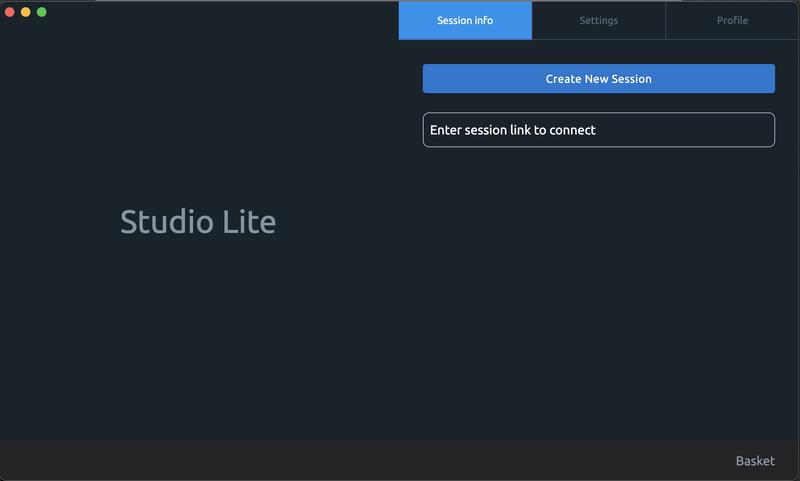 Session info
Settings
Profile
Create New Session
Enter session link to connect
Studio Lite
Basket